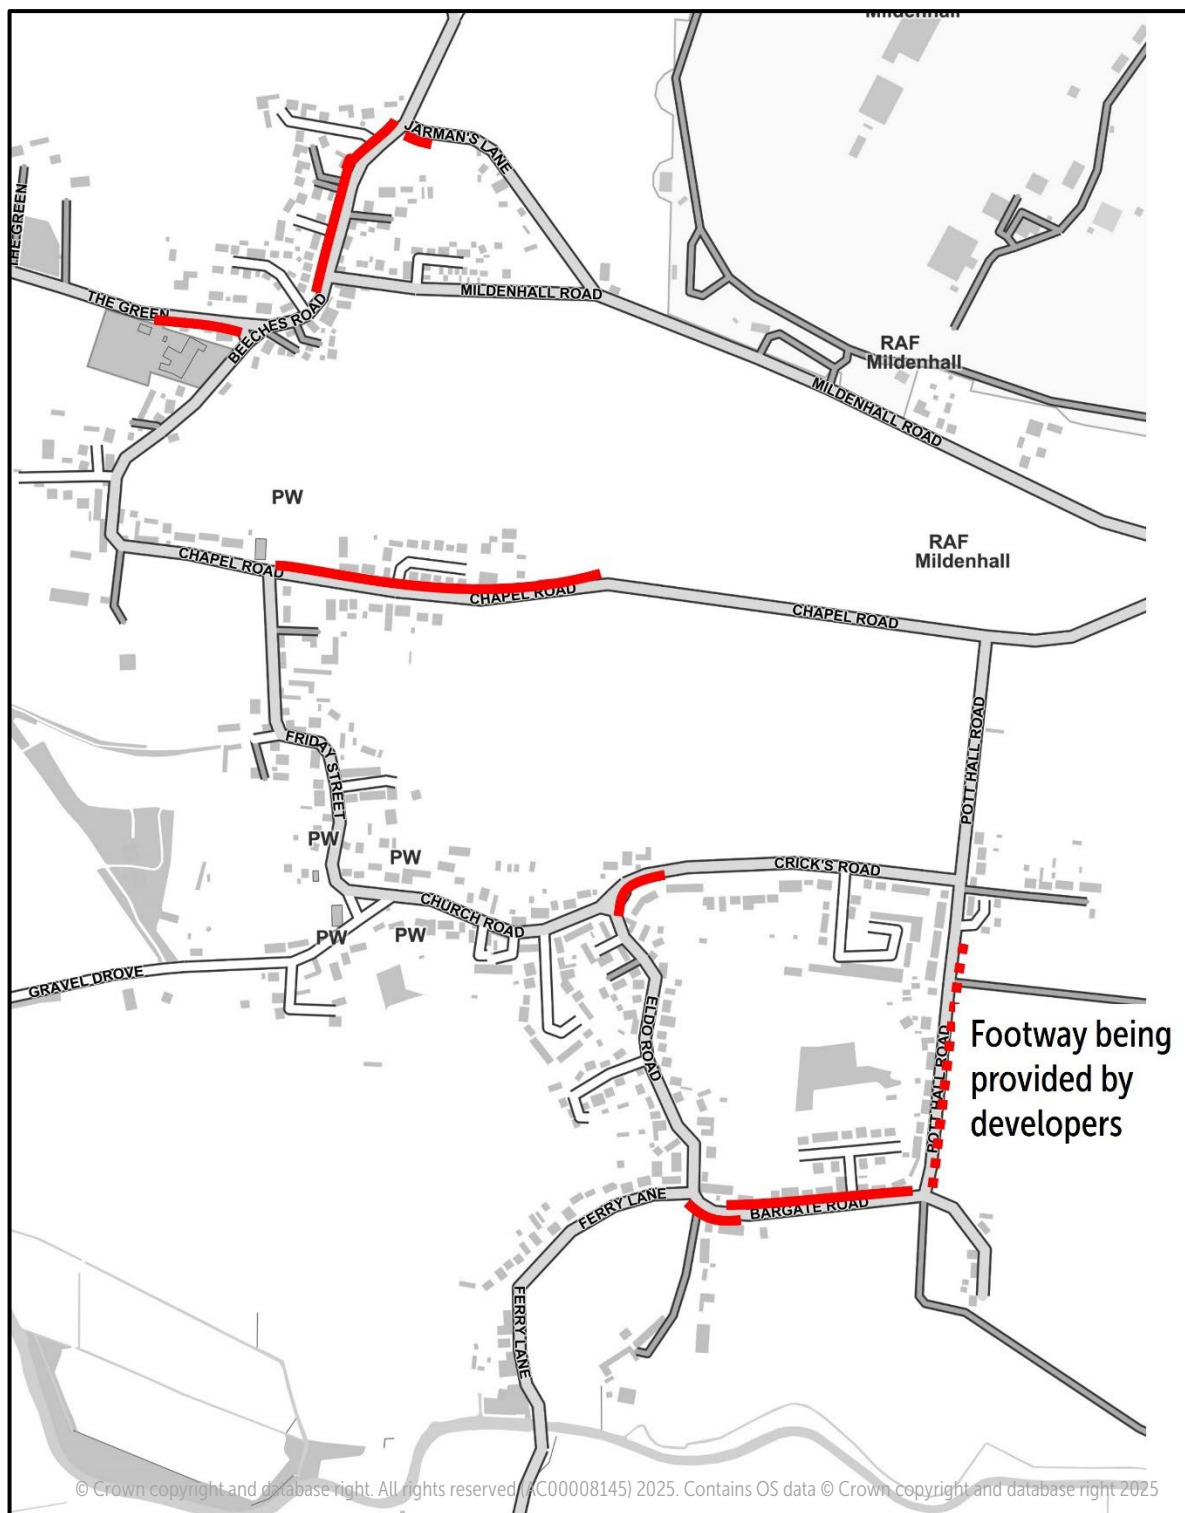 Mildenhall
JARMAN'S LANE
THE GREEN
THE GREEN
BEECHES ROAD
MILDENHALL ROAD
RAF
Mildenhall
MILDENHALL ROAD
PW
RAF
Mildenhall
CHAPEL ROAD
CHAPEL ROAD
CHAPEL ROAD
POTT HALL ROAD
FRIDAY STREET
PW
PW
CRICK'S ROAD
CHURCH ROAD
PW
PW
GRAVEL DROVE
ELDO ROAD
POTT HALL ROAD
Footway being
provided by
developers
FERRY LANE
BARGATE ROAD
FERRY LANE
© Crown copyright and database right. All rights reserved (AC00008145) 2025. Contains OS data © Crown copyright and database right 2025